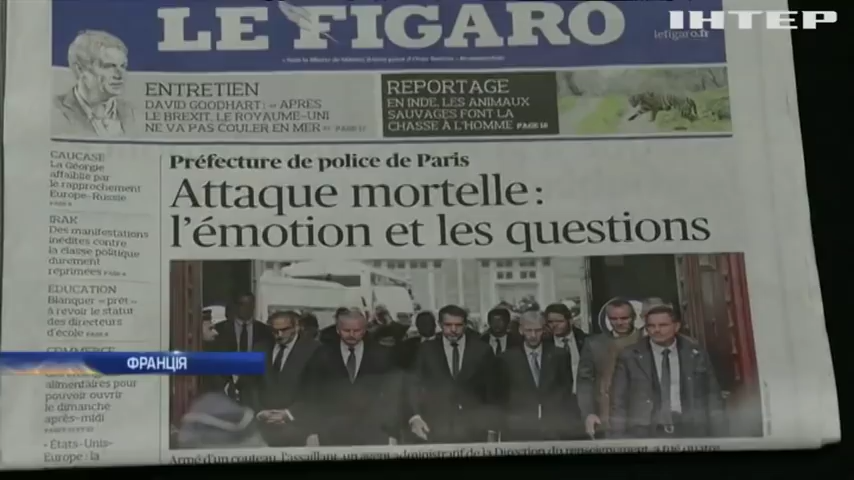 ІНТЕР
LE FIGARO
lefigaro.fr
ENTRETIEN
DAVID GOODHART: « APRÈS
LE BREXIT, LE ROYAUME-UNI
NE VA PAS COULER EN MER »
REPORTAGE
EN INDE, LES ANIMAUX
SAUVAGES FONT LA
CHASSE À L'HOMME PAGE
CAUCASE
La Géorgie
affaiblie par
le rapprochement
Europe-Russie
IRAK
Des manifestations
inédites contre
la classe politique
durement
réprimées
EDUCATION
Blanquer « prêt »
à revoir le statut
des directeurs
d'école
Préfecture de police de Paris
Attaque mortelle :
l'émotion et les questions
ФРАНЦІЯ
COMMERCE
alimentaires pour
pouvoir ouvrir
le dimanche
après-midi
« États-Unis-
Europe : la
Armé d'un couteau, l'assaillant, un agent administratif de la Direction du renseignement, a tué quatre